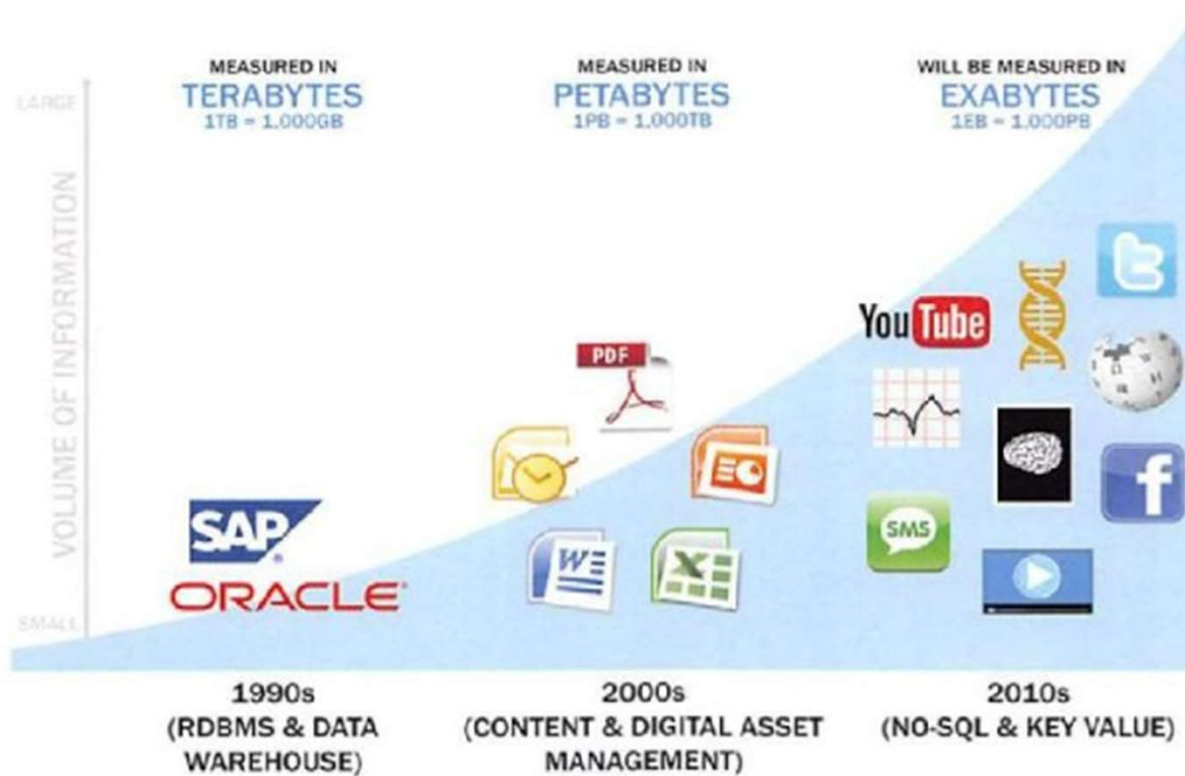 MEASURED IN
TERABYTES
1TB = 1.000GB
MEASURED IN
PETABYTES
1PB = 1.000TB
WILL BE MEASURED IN
EXABYTES
1EB = 1.000PB
LARGE
VOLUME OF INFORMATION
SMALL
SAP®
ORACLE®
PDF
W
X
YouTube
t
f
SMS
1990s
(RDBMS & DATA
WAREHOUSE)
2000s
(CONTENT & DIGITAL ASSET
MANAGEMENT)
2010s
(NO-SQL & KEY VALUE)